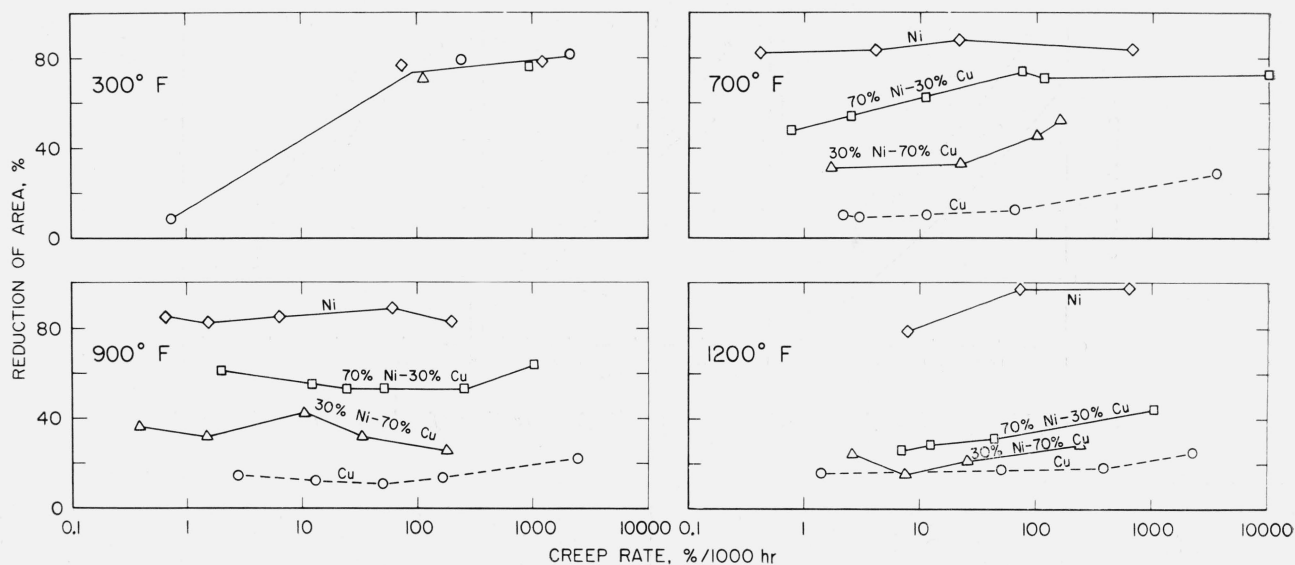 REDUCTION OF AREA, %
80
40
0
300° F
700° F
Ni
70% Ni-30% Cu
30% Ni-70% Cu
Cu
80
40
0
900° F
Ni
70% Ni-30% Cu
30% Ni-70% Cu
Cu
1200° F
Ni
70% Ni-30% Cu
30% Ni-70% Cu
Cu
0.1 1 10 100 1000 10000
0.1 1 10 100 1000 10000
CREEP RATE, %/1000 hr